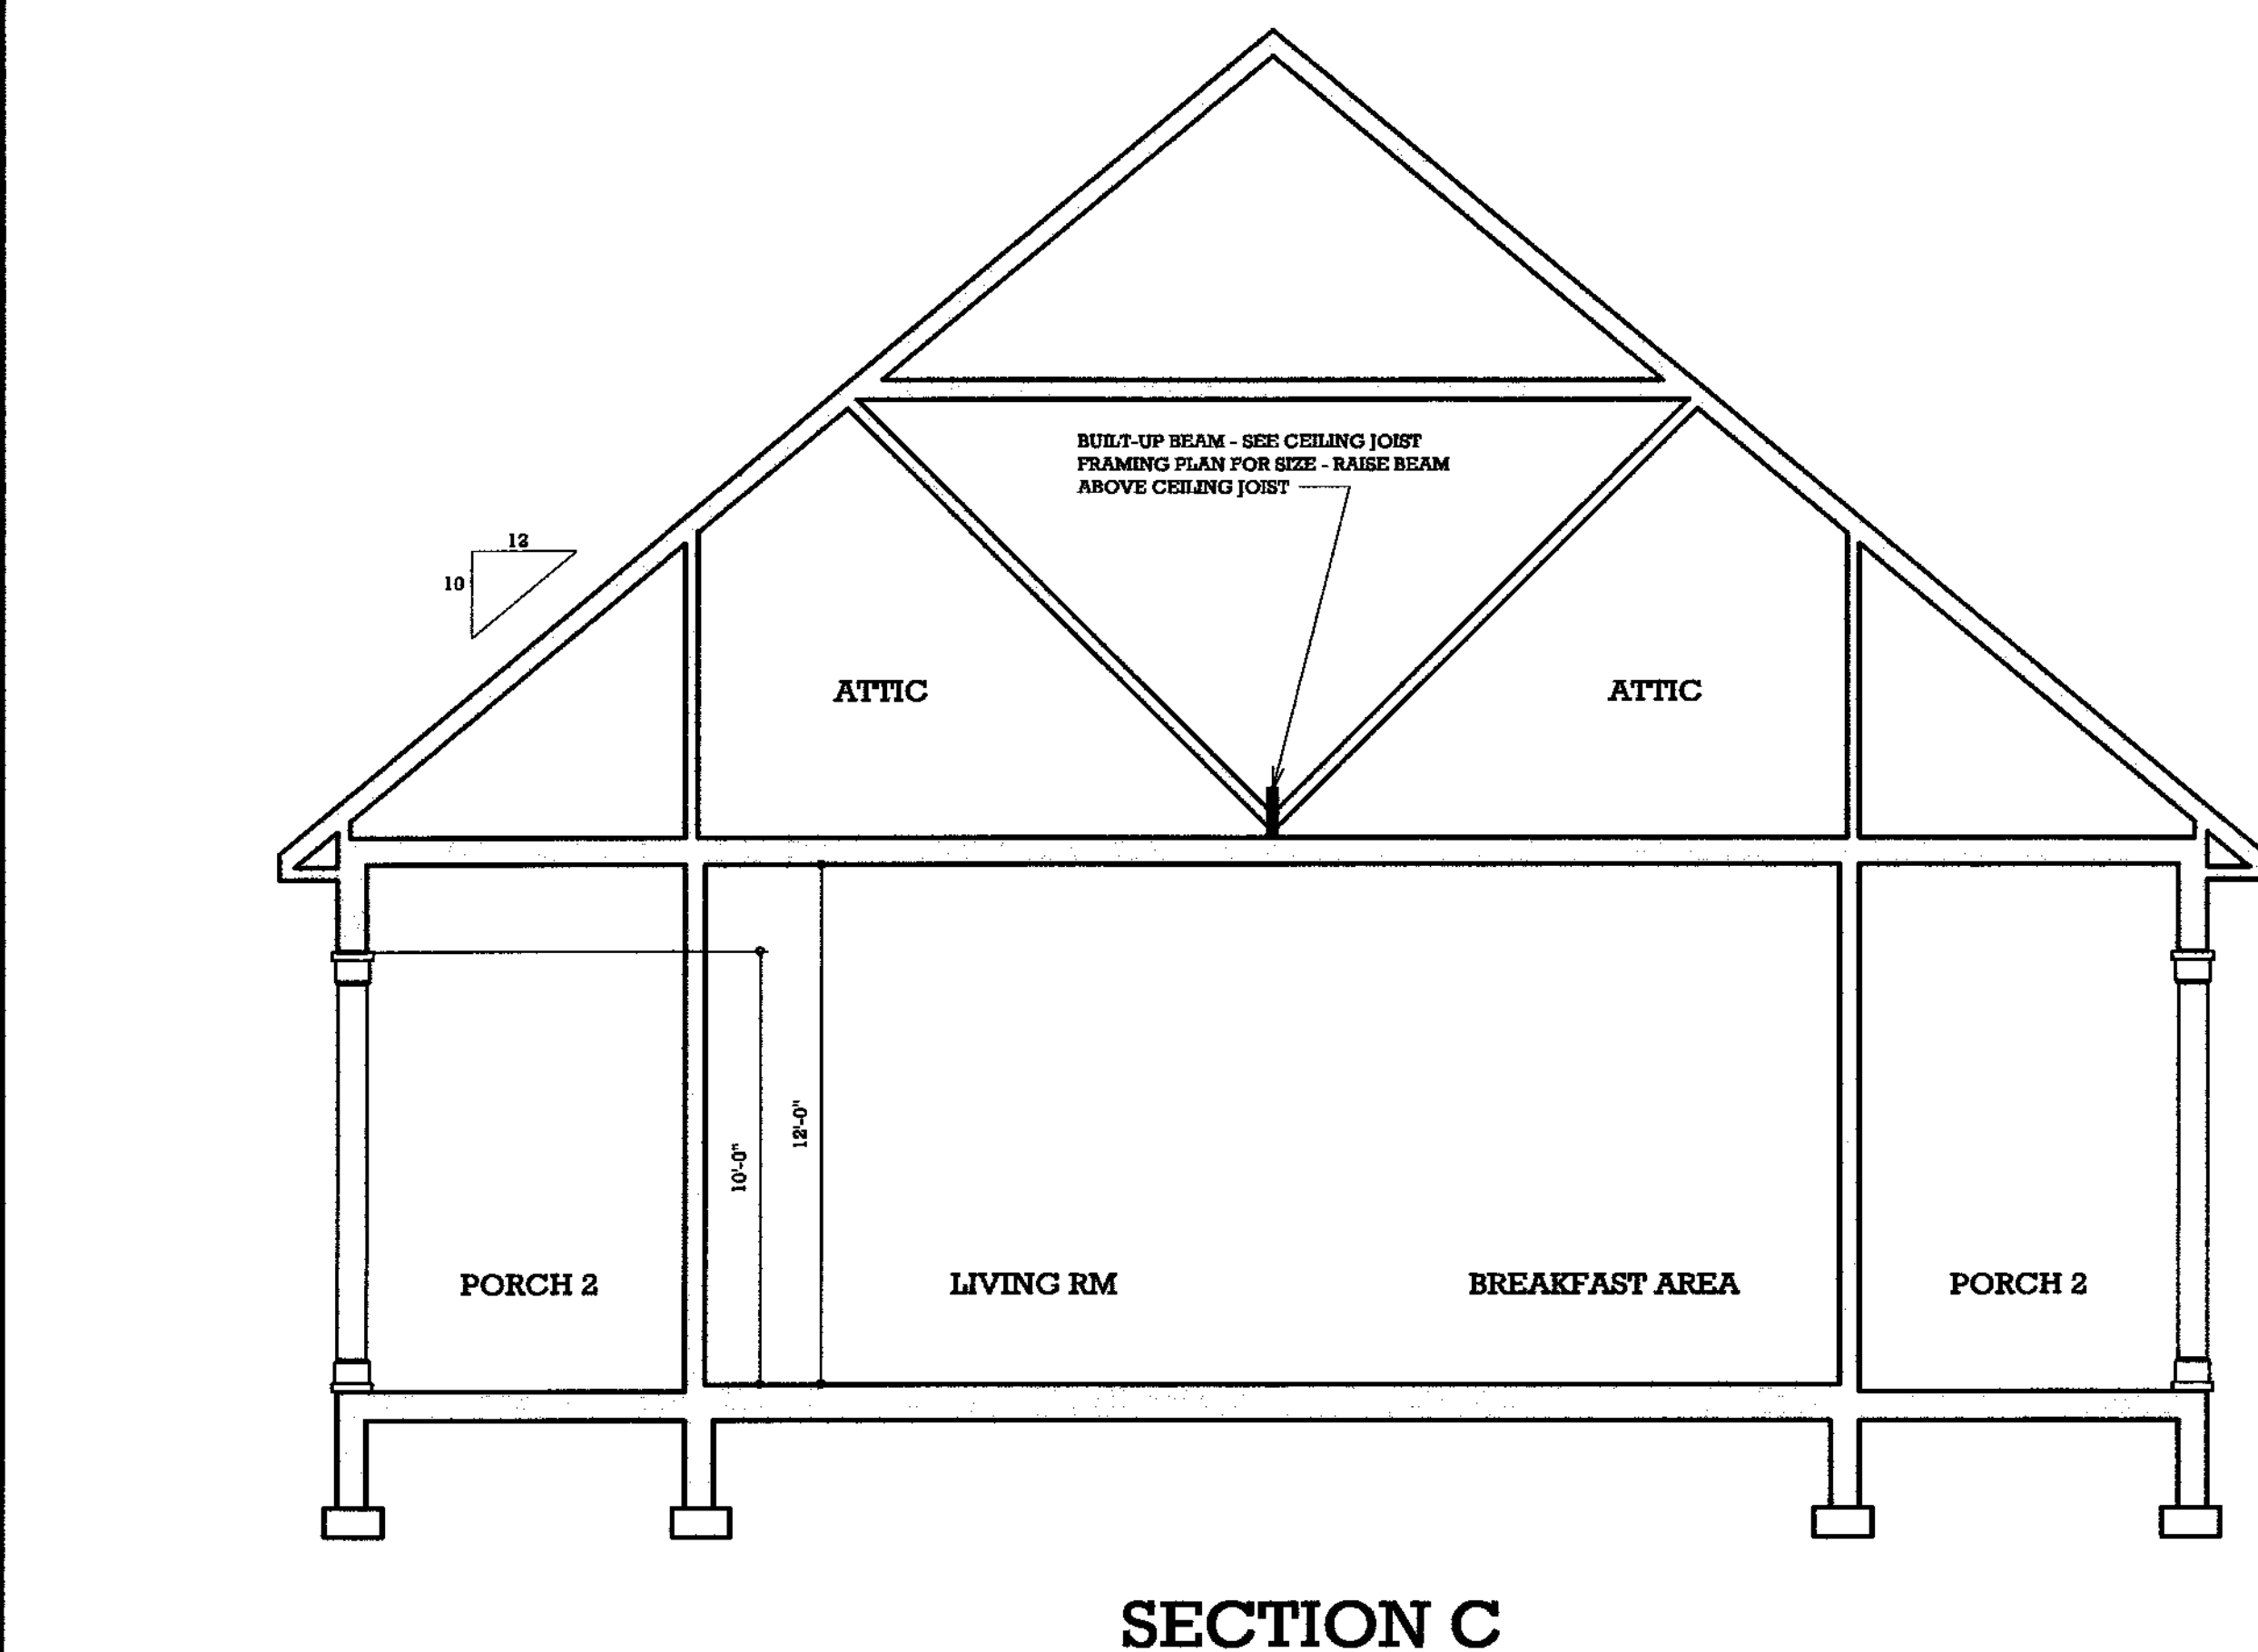 BUILT-UP BEAM - SEE CEILING JOIST
FRAMING PLAN FOR SIZE - RAISE BEAM
ABOVE CEILING JOIST
12
10
ATTIC
ATTIC
10'-0"
12'-0"
PORCH 2
LIVING RM
BREAKFAST AREA
PORCH 2
SECTION C